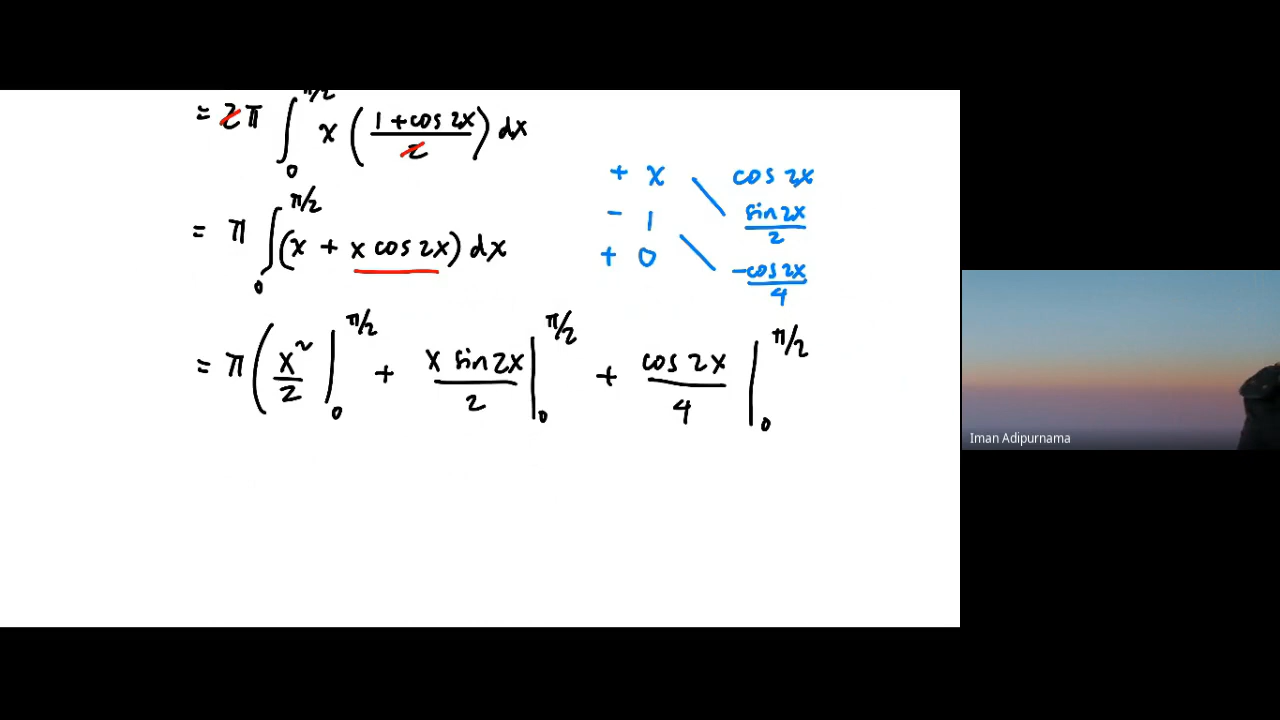 = 2π ∫₀^{π/2} x ( (1 + cos 2x)/2 ) dx
= π ∫₀^{π/2} (x + x cos 2x) dx
+ x cos 2x
- 1 sin 2x / 2
+ 0 -cos 2x / 4
= π ( x²/2 |₀^{π/2} + x sin 2x / 2 |₀^{π/2} + cos 2x / 4 |₀^{π/2}
Iman Adipurnama